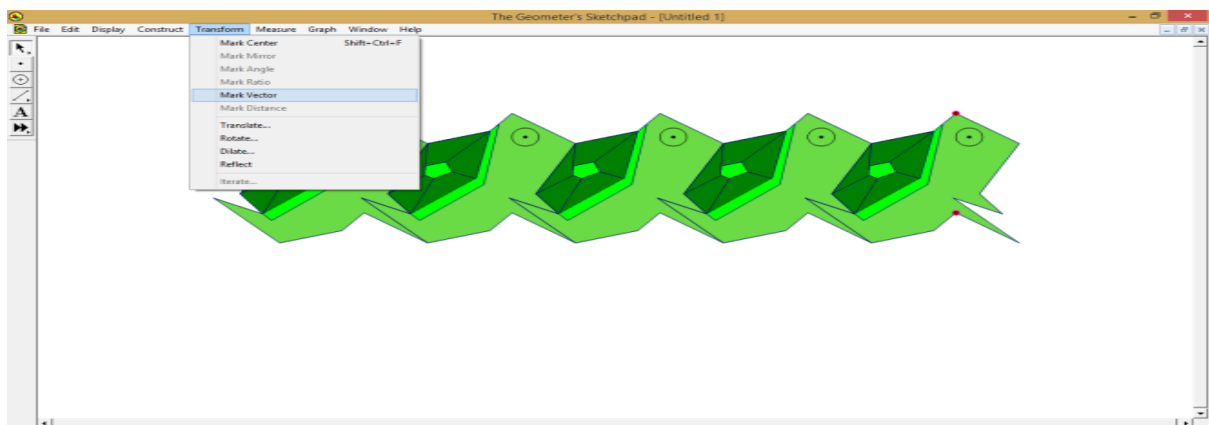 The Geometer's Sketchpad - [Untitled 1]
File Edit Display Construct Transform Measure Graph Window Help
Mark Center Shift+Ctrl+F
Mark Mirror
Mark Angle
Mark Ratio
Mark Vector
Mark Distance
Translate...
Rotate...
Dilate...
Reflect
Iterate...
A